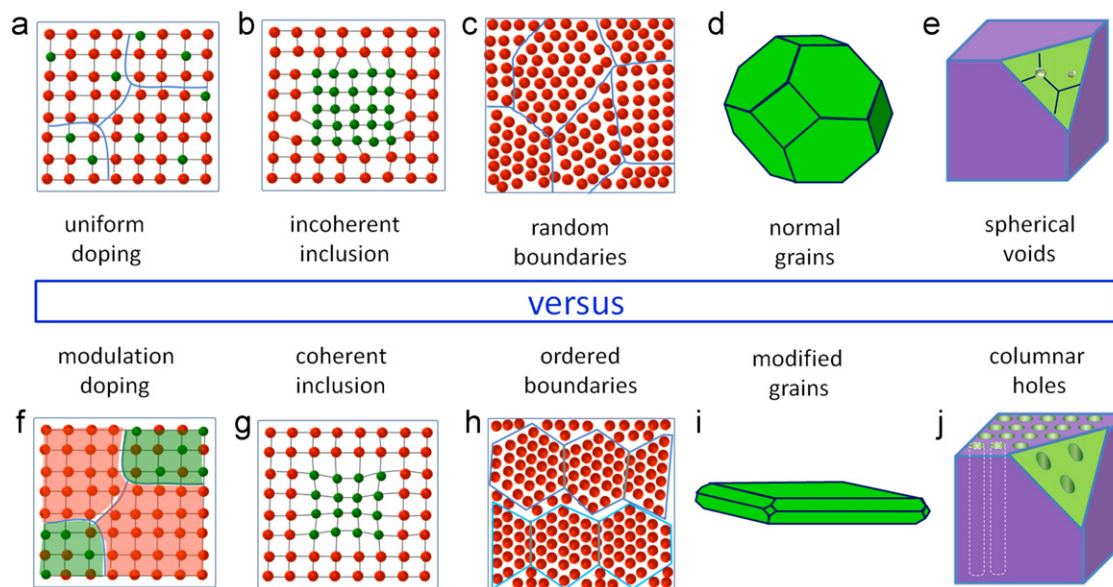 a
b
c
d
e
uniform
doping
incoherent
inclusion
random
boundaries
normal
grains
spherical
voids
versus
modulation
doping
coherent
inclusion
ordered
boundaries
modified
grains
columnar
holes
f
g
h
i
j